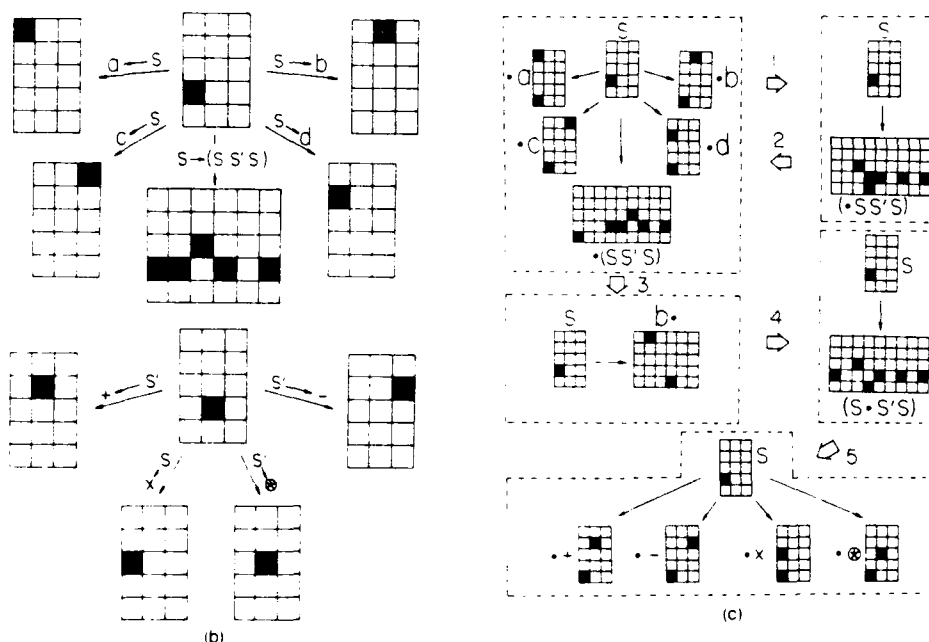 a ← S
S → b
c ← S
S → d
S → (S S' S)
+ ← S'
S' → -
x
S
S
⊛
(b)
S
• a
• b
• c
• d
• (S S' S)
S
2
(• S S' S)
3
S
b •
4
S
(S • S' S)
5
S
• +
• -
• x
• ⊛
(c)